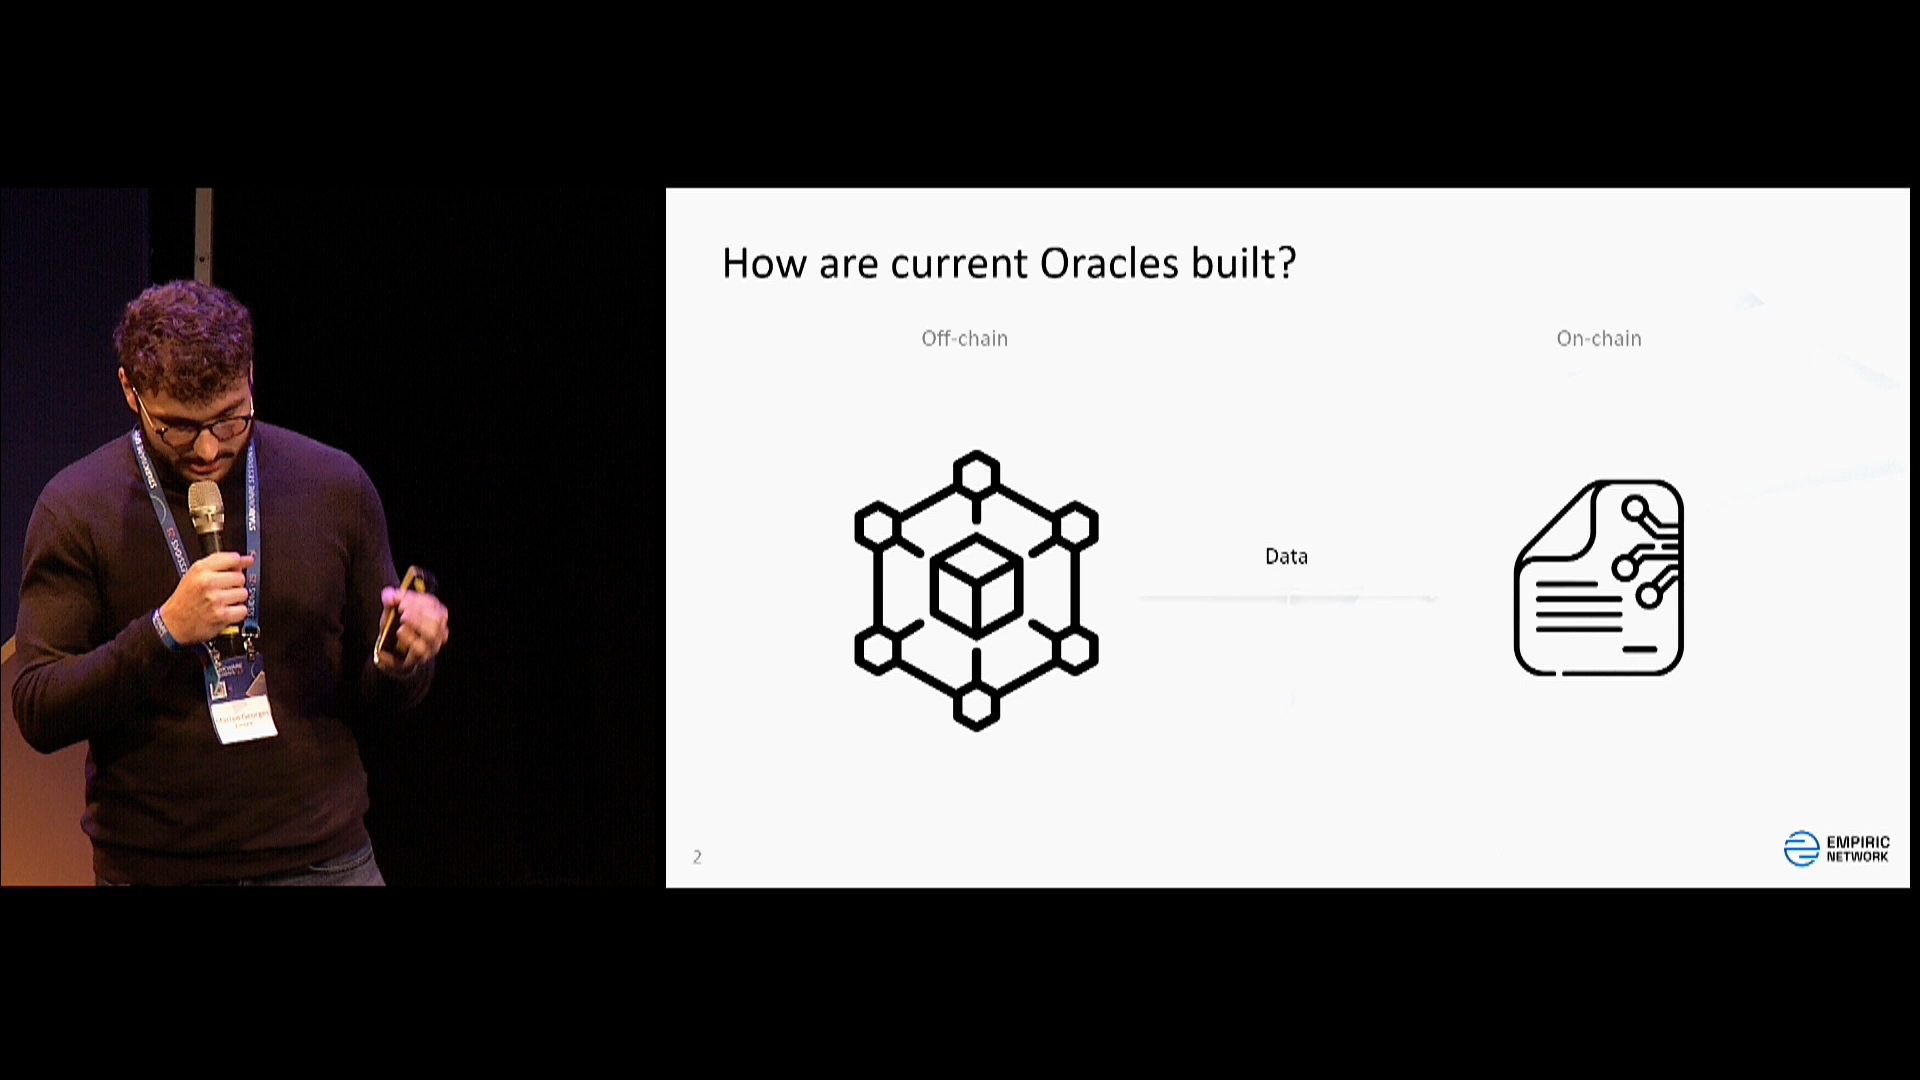 How are current Oracles built?
Off-chain
On-chain
Data
2
EMPIRIC
NETWORK